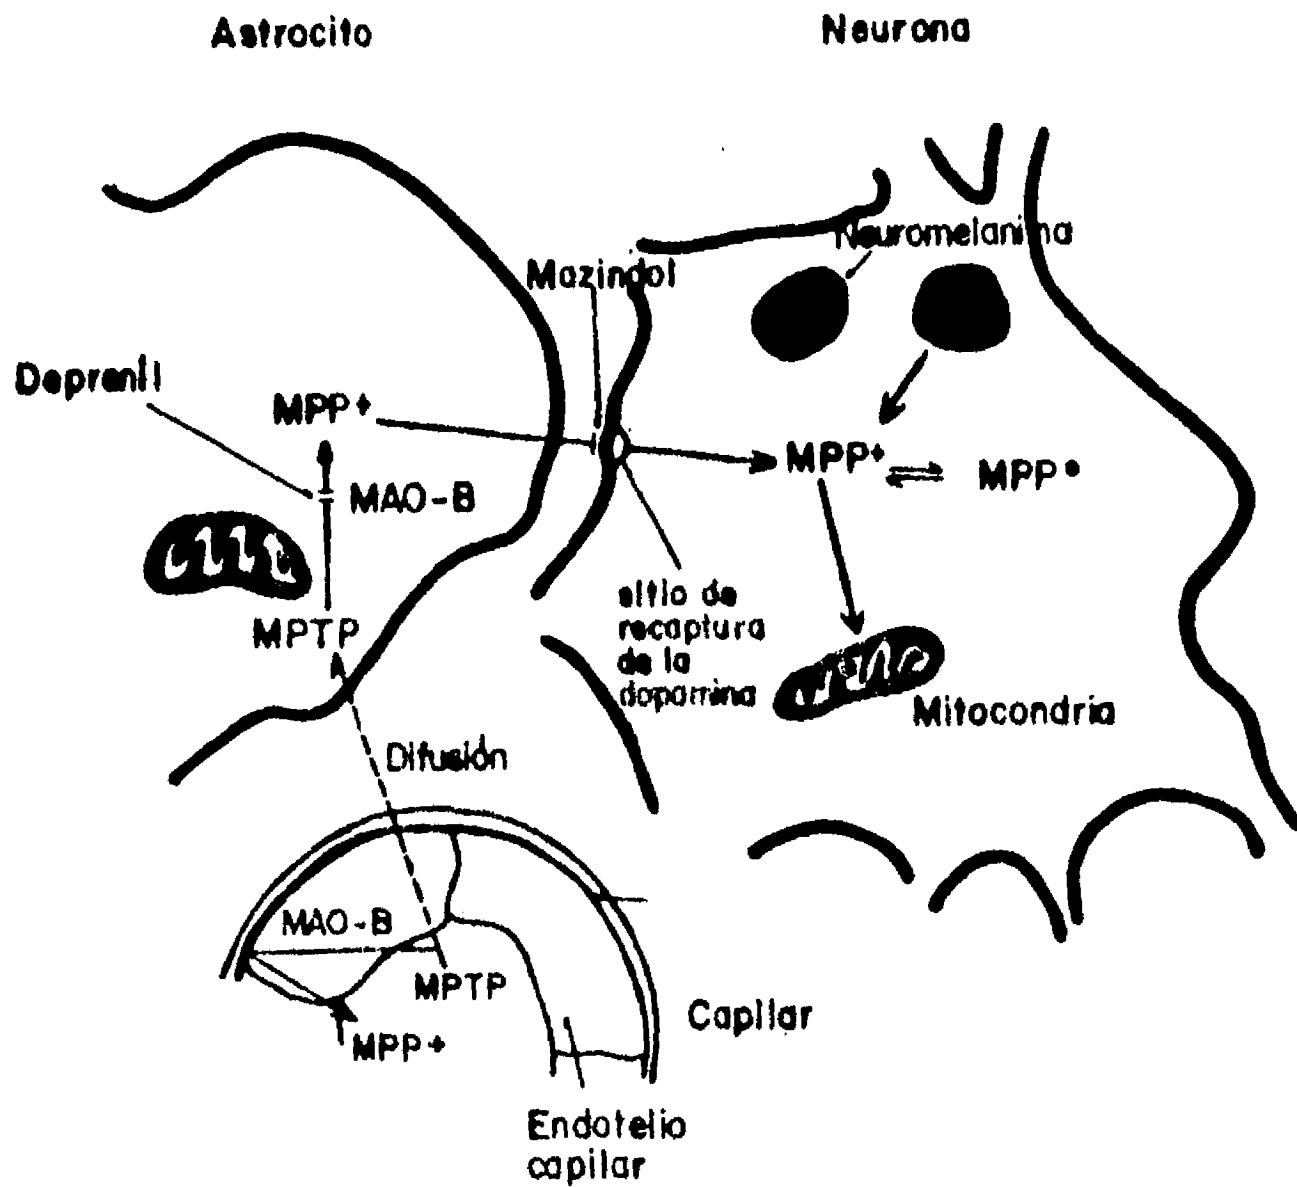 Astrocito
Neurona
Neuromelanina
Mazindol
Deprenil
MPP+
MPP+
MPP°
MAO-B
MPTP
sitio de
recaptura
de la
dopamina
Mitocondria
Difusión
MAO-B
MPTP
MPP+
Capilar
Endotelio
capilar